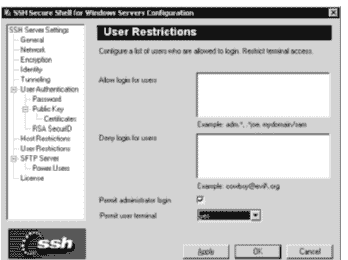 SSH Secure Shell for Windows Servers Configuration
SSH Server Settings
General
Network
Encryption
Identity
Tunneling
User Authentication
Password
Public Key
Certificates
RSA SecurID
Host Restrictions
User Restrictions
SFTP Server
Power Users
License
User Restrictions
Configure a list of users who are allowed to login. Restrict terminal access.
Allow login for users
Example: adm.*, .*joe, mydomain/sam
Deny login for users
Example: cowboy@evil\.org
Permit administrator login
Permit user terminal
yes
ssh
Apply
OK
Cancel